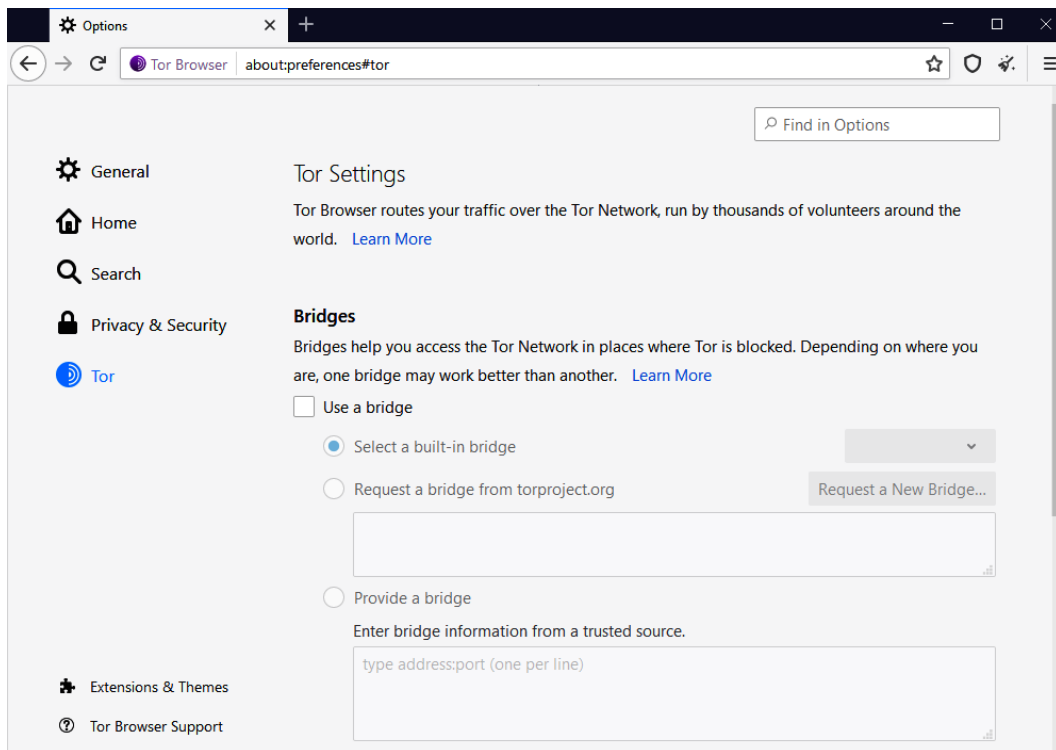 Options
Tor Browser
about:preferences#tor
Find in Options
General
Home
Search
Privacy & Security
Tor
Extensions & Themes
Tor Browser Support
Tor Settings
Tor Browser routes your traffic over the Tor Network, run by thousands of volunteers around the
world. Learn More
Bridges
Bridges help you access the Tor Network in places where Tor is blocked. Depending on where you
are, one bridge may work better than another. Learn More
Use a bridge
Select a built-in bridge
Request a bridge from torproject.org
Request a New Bridge...
Provide a bridge
Enter bridge information from a trusted source.
type address:port (one per line)